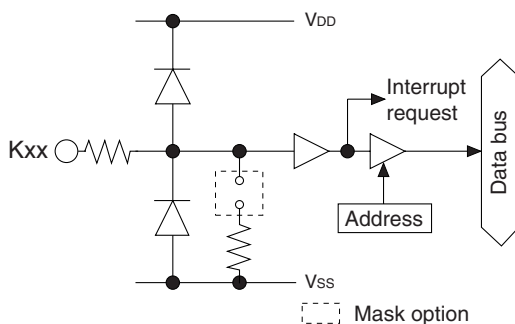 VDD
Interrupt
request
Kxx
Data bus
Address
VSS
Mask option